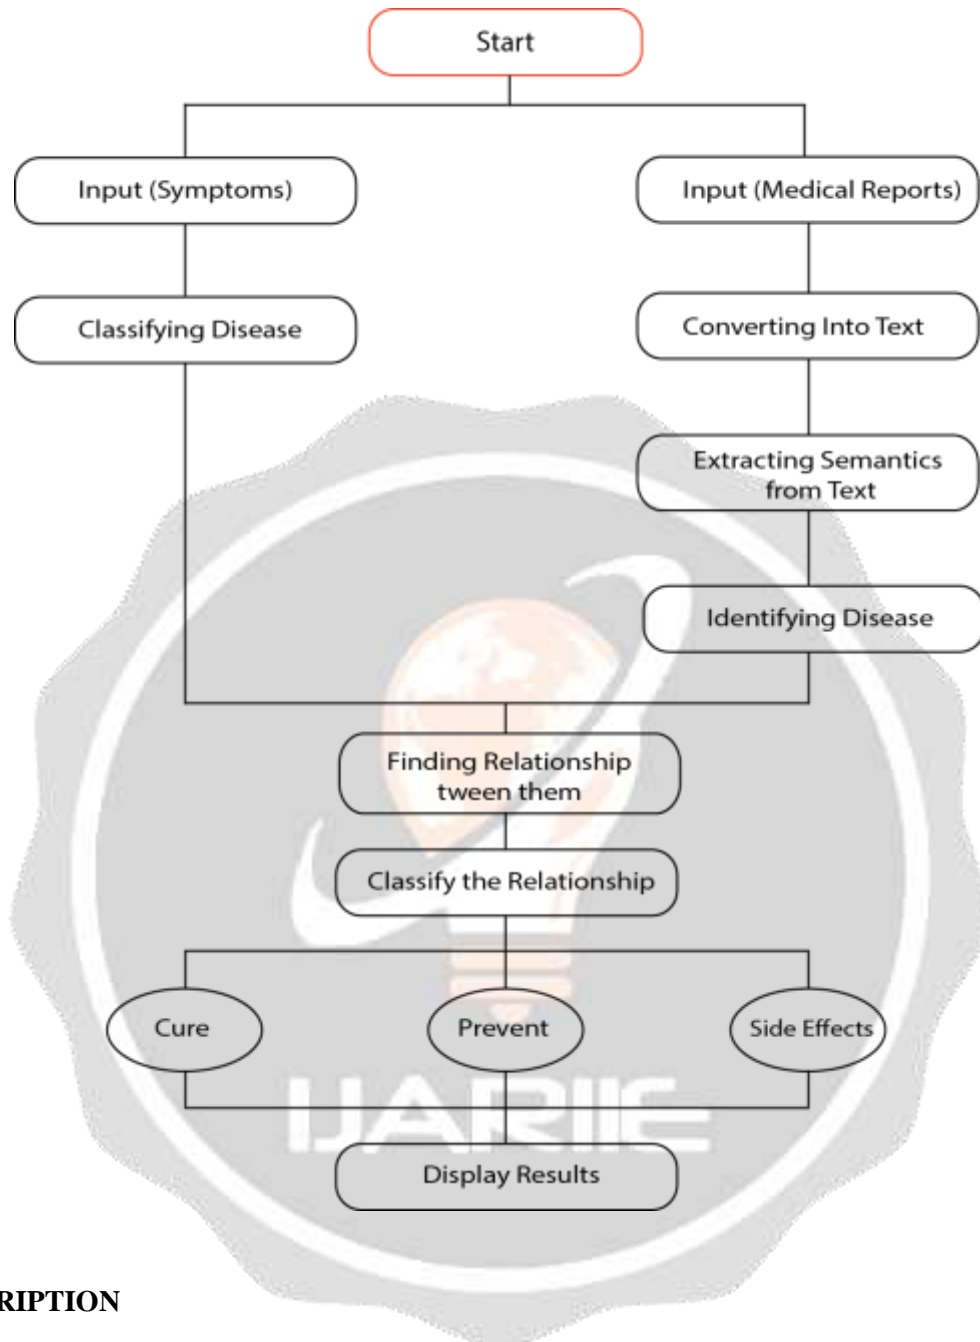 Start
Input (Symptoms)
Input (Medical Reports)
Classifying Disease
Converting Into Text
Extracting Semantics
from Text
Identifying Disease
Finding Relationship
tween them
Classify the Relationship
Cure
Prevent
Side Effects
IJARIIE
Display Results
RIPTION